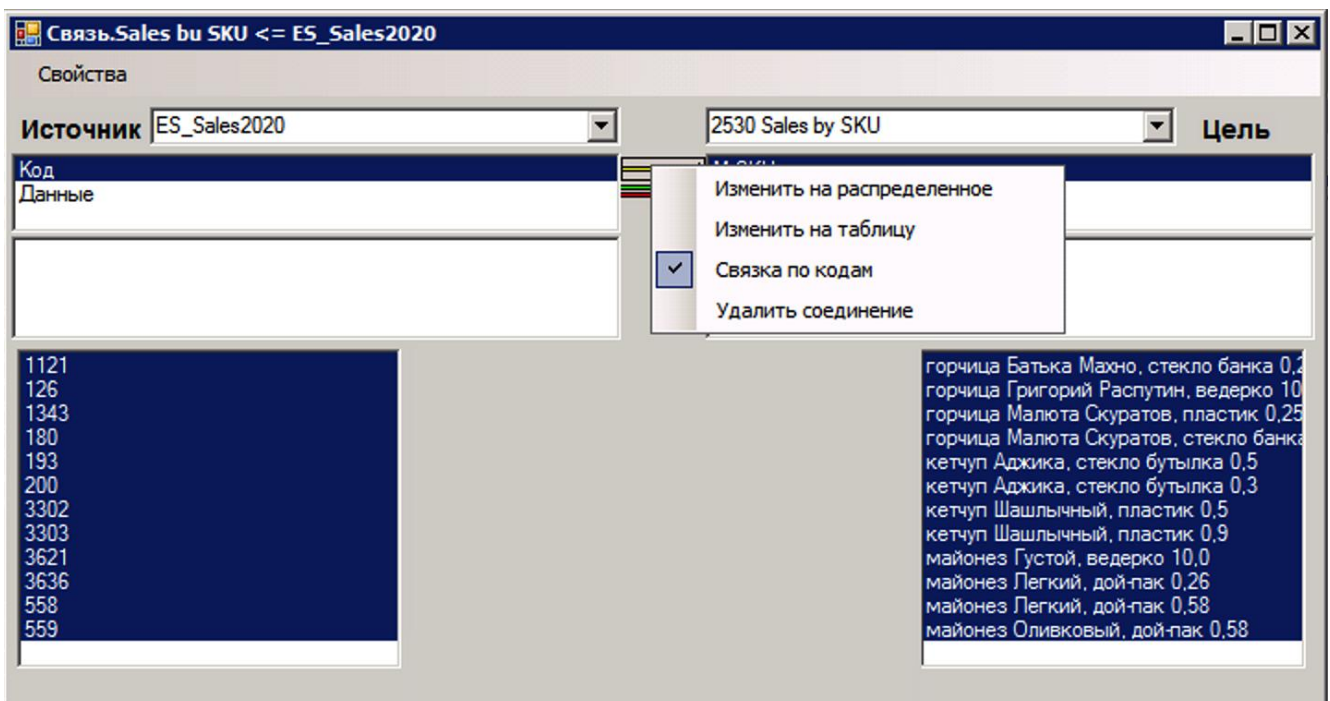 Связь.Sales bu SKU <= ES_Sales2020
Свойства
Источник ES_Sales2020 2530 Sales by SKU Цель
Код
Данные
Изменить на распределенное
Изменить на таблицу
Связка по кодам
Удалить соединение
1121
126
1343
180
193
200
3302
3303
3621
3636
558
559
горчица Батька Махно, стекло банка 0,2
горчица Григорий Распутин, ведерко 10
горчица Малюта Скуратов, пластик 0,25
горчица Малюта Скуратов, стекло банка
кетчуп Аджика, стекло бутылка 0,5
кетчуп Аджика, стекло бутылка 0,3
кетчуп Шашлычный, пластик 0,5
кетчуп Шашлычный, пластик 0,9
майонез Густой, ведерко 10,0
майонез Легкий, дой-пак 0,26
майонез Легкий, дой-пак 0,58
майонез Оливковый, дой-пак 0,58